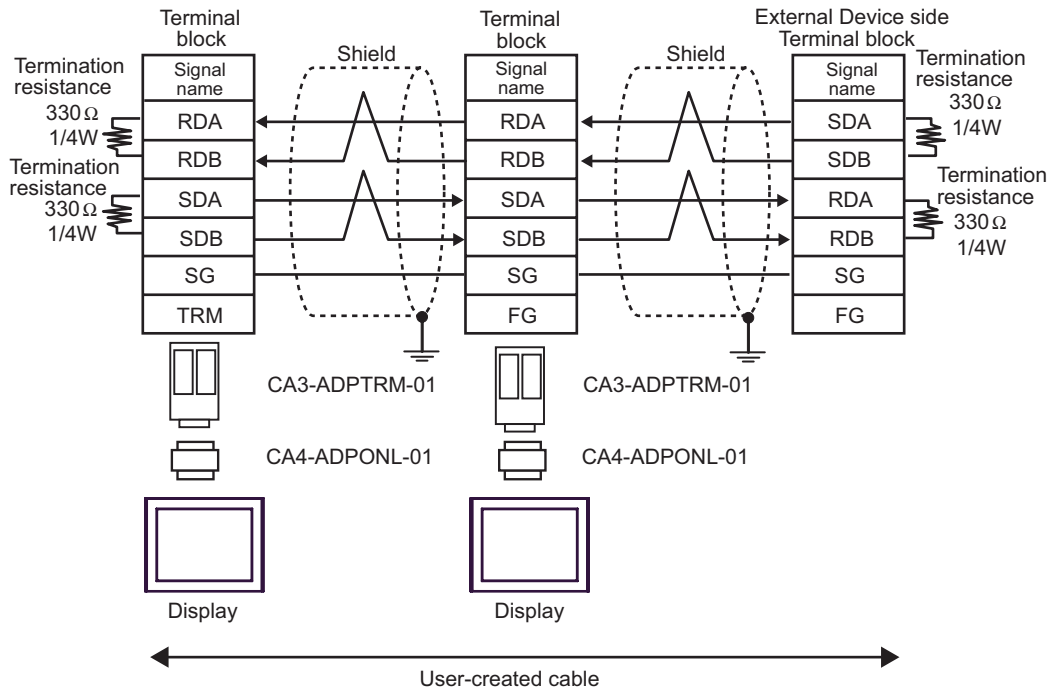 Terminal
block
Terminal
block
External Device side
Terminal block
Shield
Shield
Termination
resistance
330Ω
1/4W
Termination
resistance
330Ω
1/4W
Signal
name
RDA
RDB
SDA
SDB
SG
TRM
Signal
name
RDA
RDB
SDA
SDB
SG
FG
Signal
name
SDA
SDB
RDA
RDB
SG
FG
Termination
resistance
330Ω
1/4W
Termination
resistance
330Ω
1/4W
CA3-ADPTRM-01
CA3-ADPTRM-01
CA4-ADPONL-01
CA4-ADPONL-01
Display
Display
User-created cable